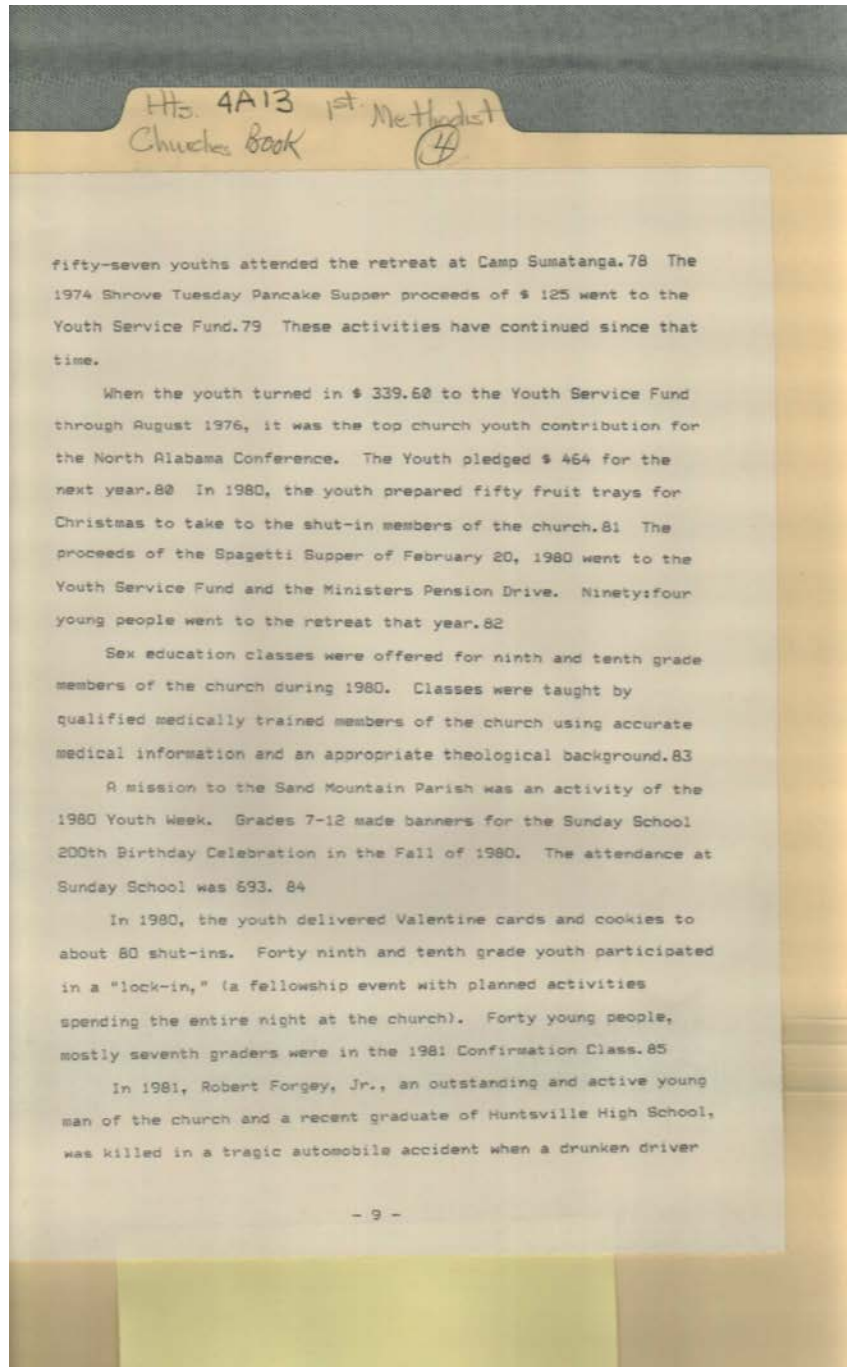 Hts. 4A13 1st Methodist
Churches Book 4
fifty-seven youths attended the retreat at Camp Sumatanga.78 The
1974 Shrove Tuesday Pancake Supper proceeds of $ 125 went to the
Youth Service Fund.79 These activities have continued since that
time.
When the youth turned in $ 339.60 to the Youth Service Fund
through August 1976, it was the top church youth contribution for
the North Alabama Conference. The Youth pledged $ 464 for the
next year.80 In 1980, the youth prepared fifty fruit trays for
Christmas to take to the shut-in members of the church.81 The
proceeds of the Spagetti Supper of February 20, 1980 went to the
Youth Service Fund and the Ministers Pension Drive. Ninety:four
young people went to the retreat that year.82
Sex education classes were offered for ninth and tenth grade
members of the church during 1980. Classes were taught by
qualified medically trained members of the church using accurate
medical information and an appropriate theological background.83
A mission to the Sand Mountain Parish was an activity of the
1980 Youth Week. Grades 7-12 made banners for the Sunday School
200th Birthday Celebration in the Fall of 1980. The attendance at
Sunday School was 693. 84
In 1980, the youth delivered Valentine cards and cookies to
about 80 shut-ins. Forty ninth and tenth grade youth participated
in a "lock-in," (a fellowship event with planned activities
spending the entire night at the church). Forty young people,
mostly seventh graders were in the 1981 Confirmation Class.85
In 1981, Robert Forgey, Jr., an outstanding and active young
man of the church and a recent graduate of Huntsville High School,
was killed in a tragic automobile accident when a drunken driver
- 9 -